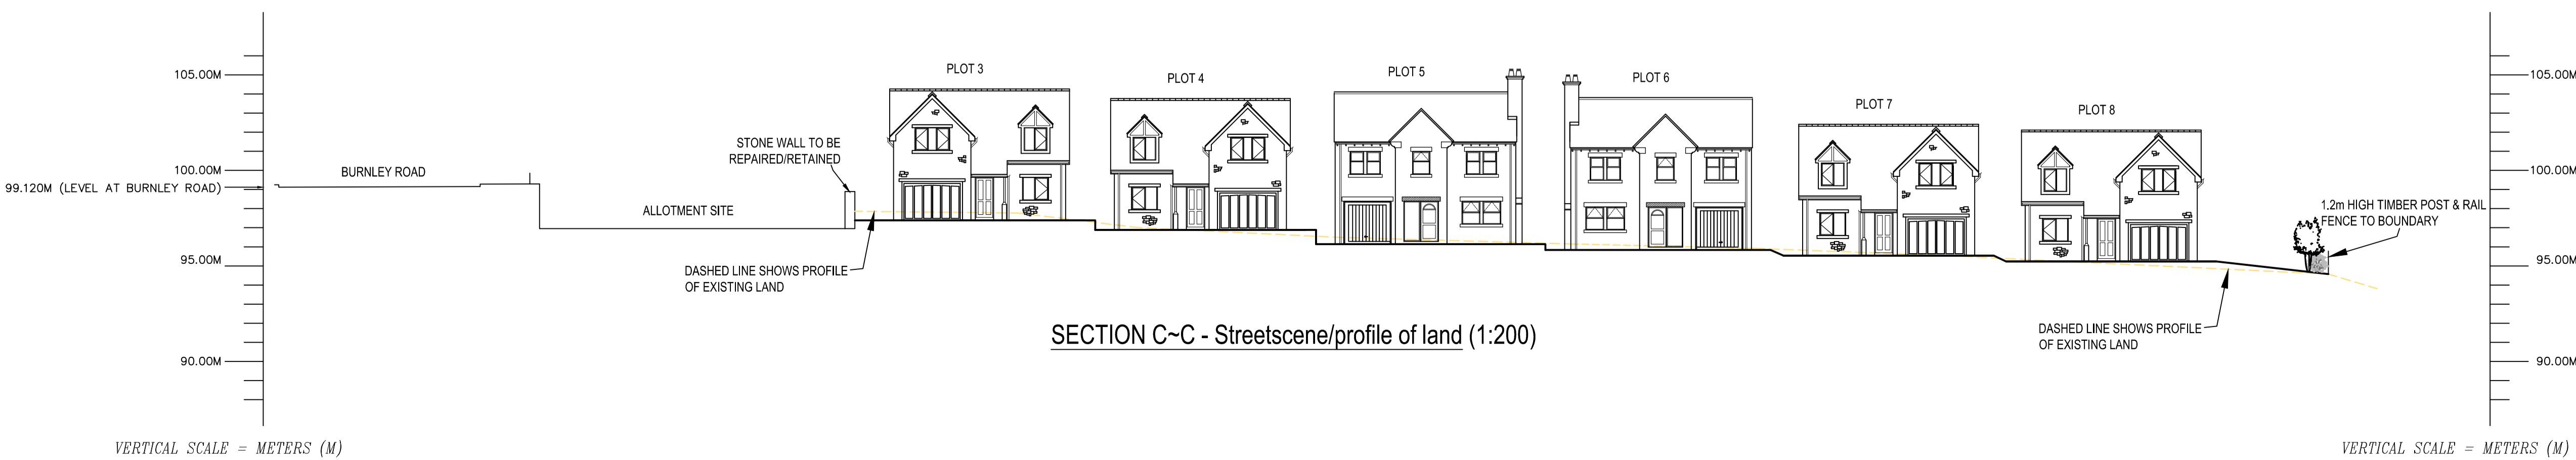 105.00M
100.00M
99.120M (LEVEL AT BURNLEY ROAD)
95.00M
90.00M
VERTICAL SCALE = METERS (M)
BURNLEY ROAD
ALLOTMENT SITE
STONE WALL TO BE
REPAIRED/RETAINED
DASHED LINE SHOWS PROFILE
OF EXISTING LAND
PLOT 3
PLOT 4
PLOT 5
PLOT 6
PLOT 7
PLOT 8
SECTION C~C - Streetscene/profile of land (1:200)
1.2m HIGH TIMBER POST & RAIL
FENCE TO BOUNDARY
DASHED LINE SHOWS PROFILE
OF EXISTING LAND
105.00M
100.00M
95.00M
90.00M
VERTICAL SCALE = METERS (M)